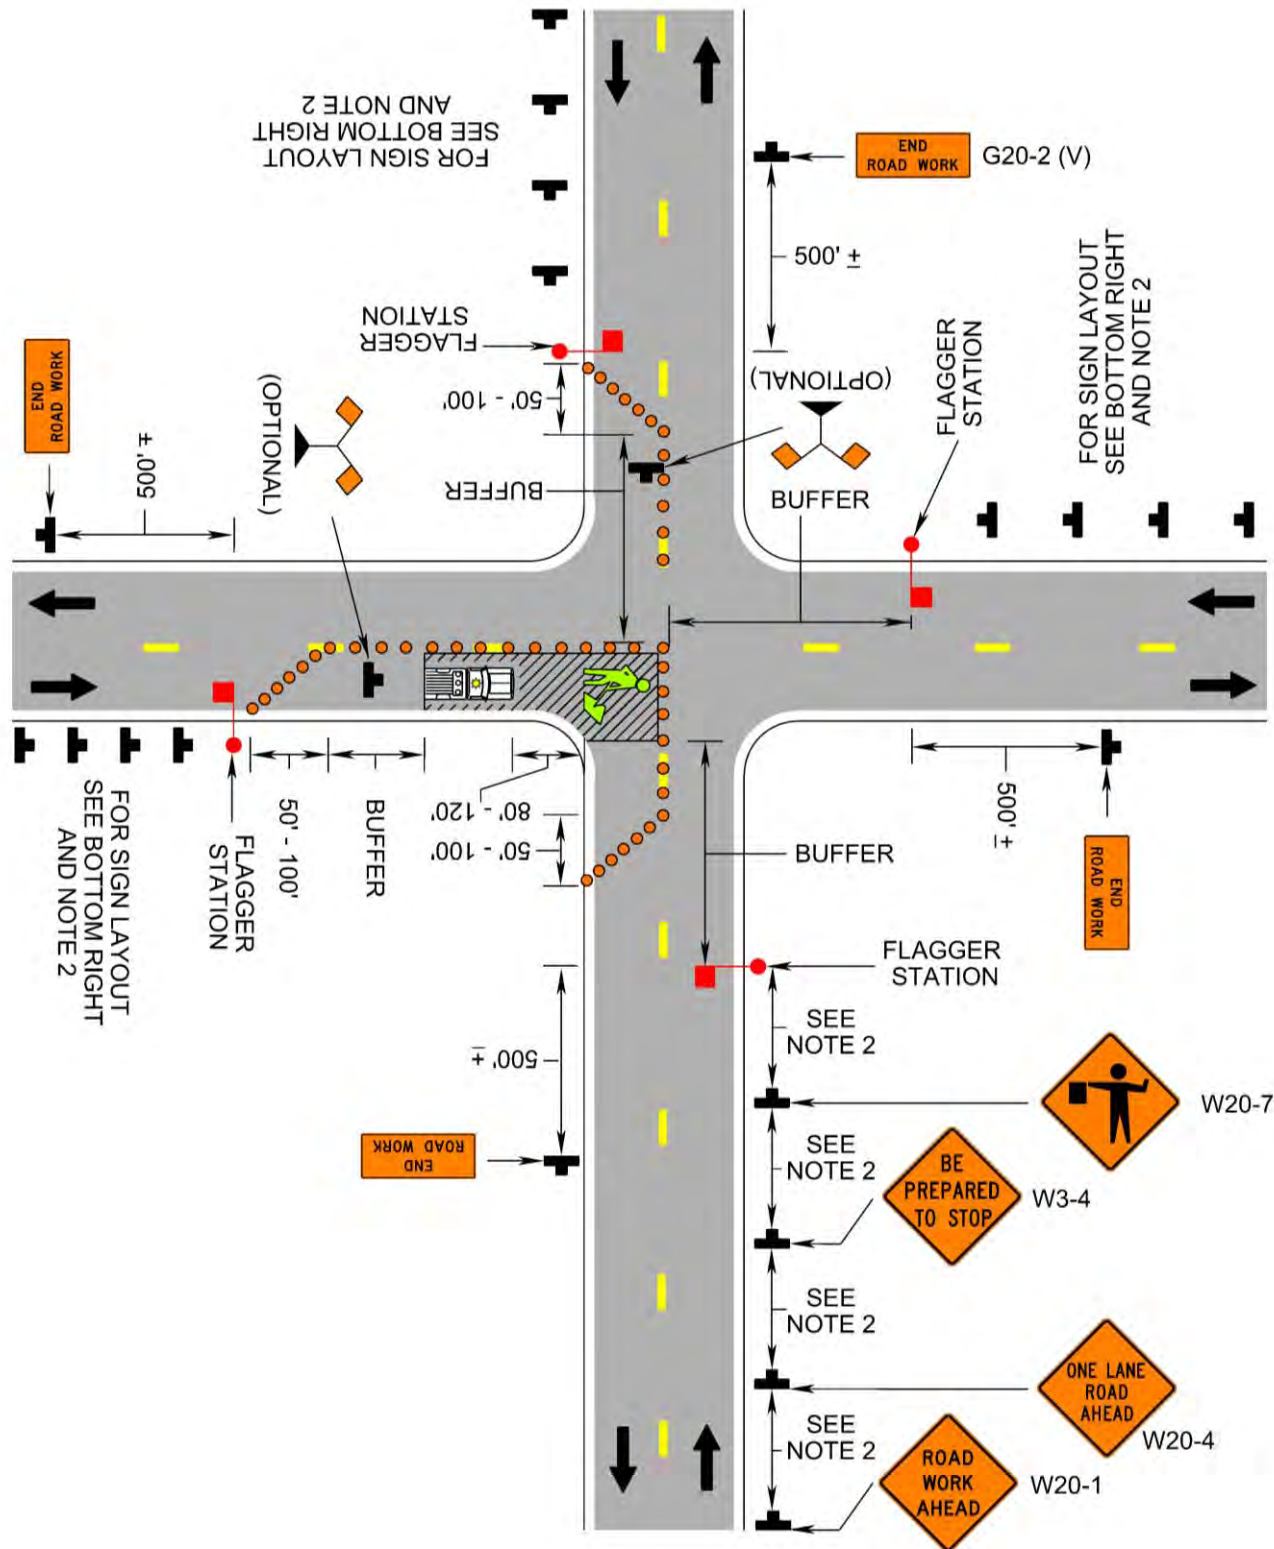 FOR SIGN LAYOUT
SEE BOTTOM RIGHT
AND NOTE 2
END
ROAD WORK
G20-2 (V)
500' ±
FLAGGER
STATION
FOR SIGN LAYOUT
SEE BOTTOM RIGHT
AND NOTE 2
FLAGGER
STATION
END
ROAD WORK
(OPTIONAL)
50' - 100'
(OPTIONAL)
500' ±
BUFFER
BUFFER
FOR SIGN LAYOUT
SEE BOTTOM RIGHT
AND NOTE 2
FLAGGER
STATION
50' - 100'
BUFFER
80' - 120'
50' - 100'
500' ±
BUFFER
END
ROAD WORK
FLAGGER
STATION
SEE
NOTE 2
500' ±
END
ROAD WORK
W20-7
SEE
NOTE 2
BE
PREPARED
TO STOP
W3-4
SEE
NOTE 2
ONE LANE
ROAD
AHEAD
W20-4
SEE
NOTE 2
ROAD
WORK
AHEAD
W20-1